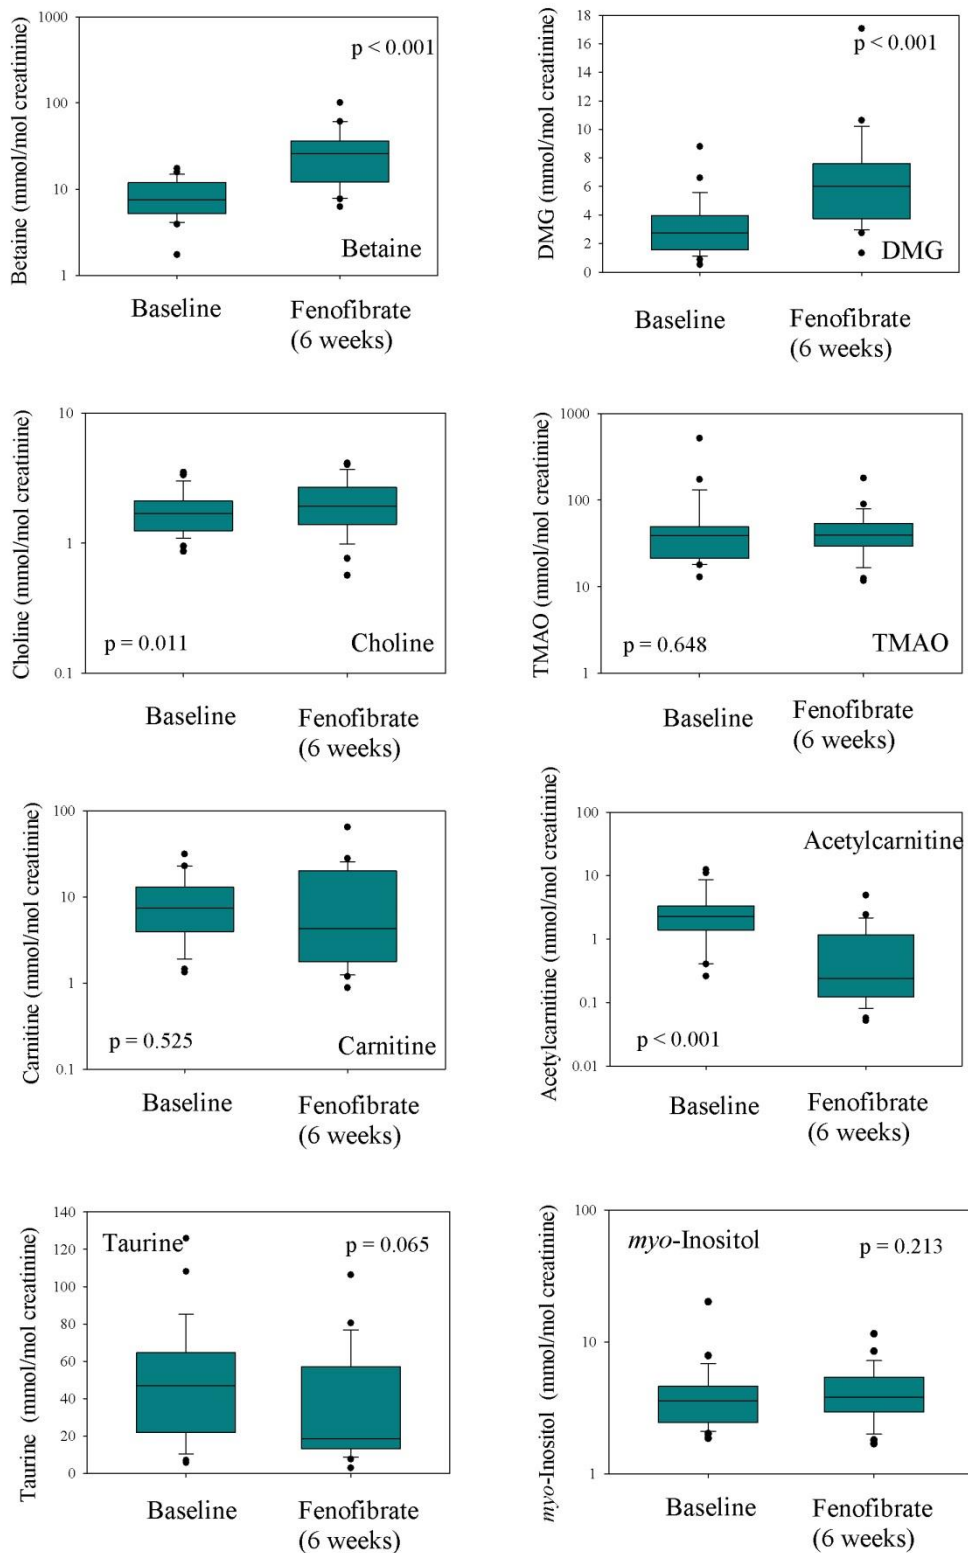 Betaine (mmol/mol creatinine)
1000
100
10
1
p < 0.001
Betaine
Baseline
Fenofibrate
(6 weeks)
DMG (mmol/mol creatinine)
18
16
14
12
10
8
6
4
2
0
p < 0.001
DMG
Baseline
Fenofibrate
(6 weeks)
Choline (mmol/mol creatinine)
10
1
0.1
p = 0.011
Choline
Baseline
Fenofibrate
(6 weeks)
TMAO (mmol/mol creatinine)
1000
100
10
1
p = 0.648
TMAO
Baseline
Fenofibrate
(6 weeks)
Carnitine (mmol/mol creatinine)
100
10
1
0.1
p = 0.525
Carnitine
Baseline
Fenofibrate
(6 weeks)
Acetylcarnitine (mmol/mol creatinine)
100
10
1
0.1
0.01
Acetylcarnitine
p < 0.001
Baseline
Fenofibrate
(6 weeks)
Taurine (mmol/mol creatinine)
140
120
100
80
60
40
20
0
Taurine
p = 0.065
Baseline
Fenofibrate
(6 weeks)
myo-Inositol (mmol/mol creatinine)
100
10
1
myo-Inositol
p = 0.213
Baseline
Fenofibrate
(6 weeks)